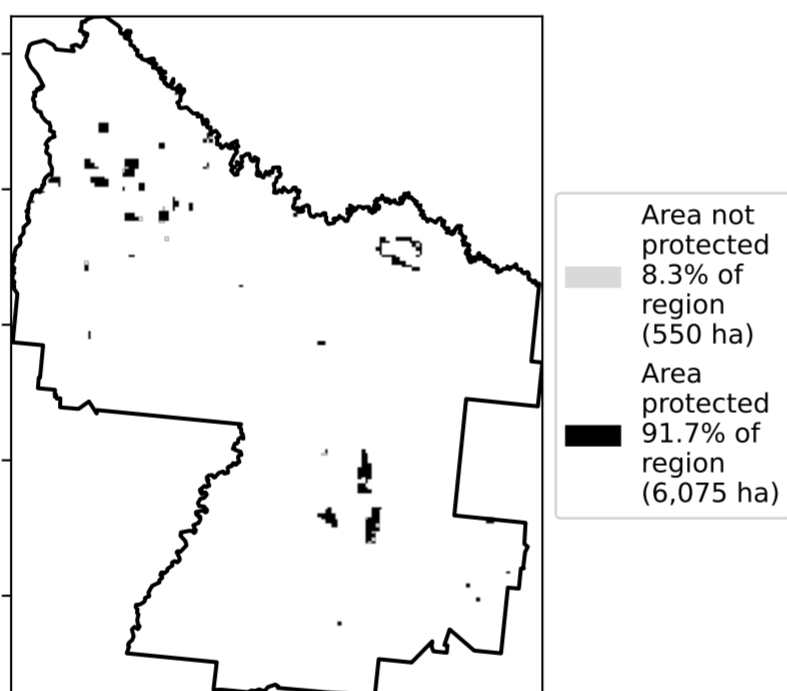 Area not
protected
8.3% of
region
(550 ha)
Area
protected
91.7% of
region
(6,075 ha)